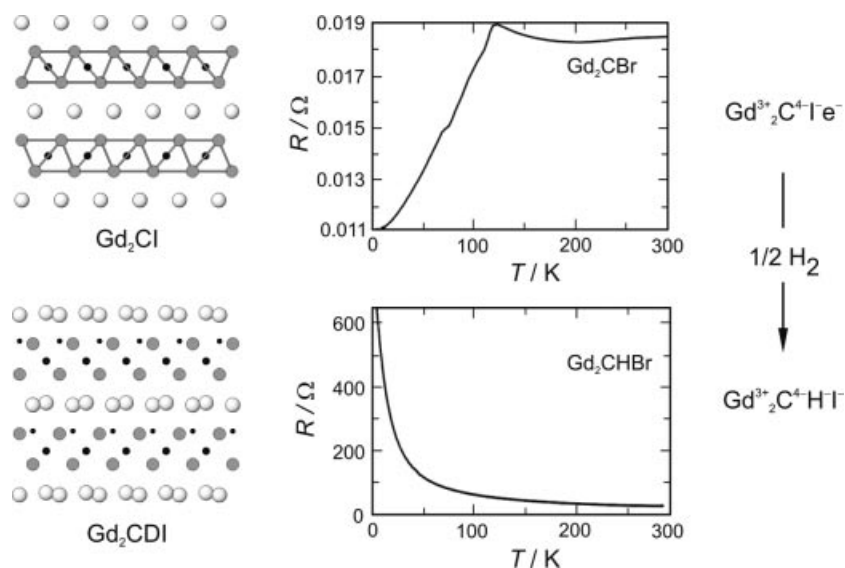 Gd₂CI
0.019
0.017
0.015
0.013
0.011
R / Ω
Gd₂CBr
0 100 200 300
T / K
Gd³⁺₂C⁴⁻I⁻e⁻
1/2 H₂
Gd³⁺₂C⁴⁻H⁻I⁻
Gd₂CDI
600
400
200
0
R / Ω
Gd₂CHBr
0 100 200 300
T / K